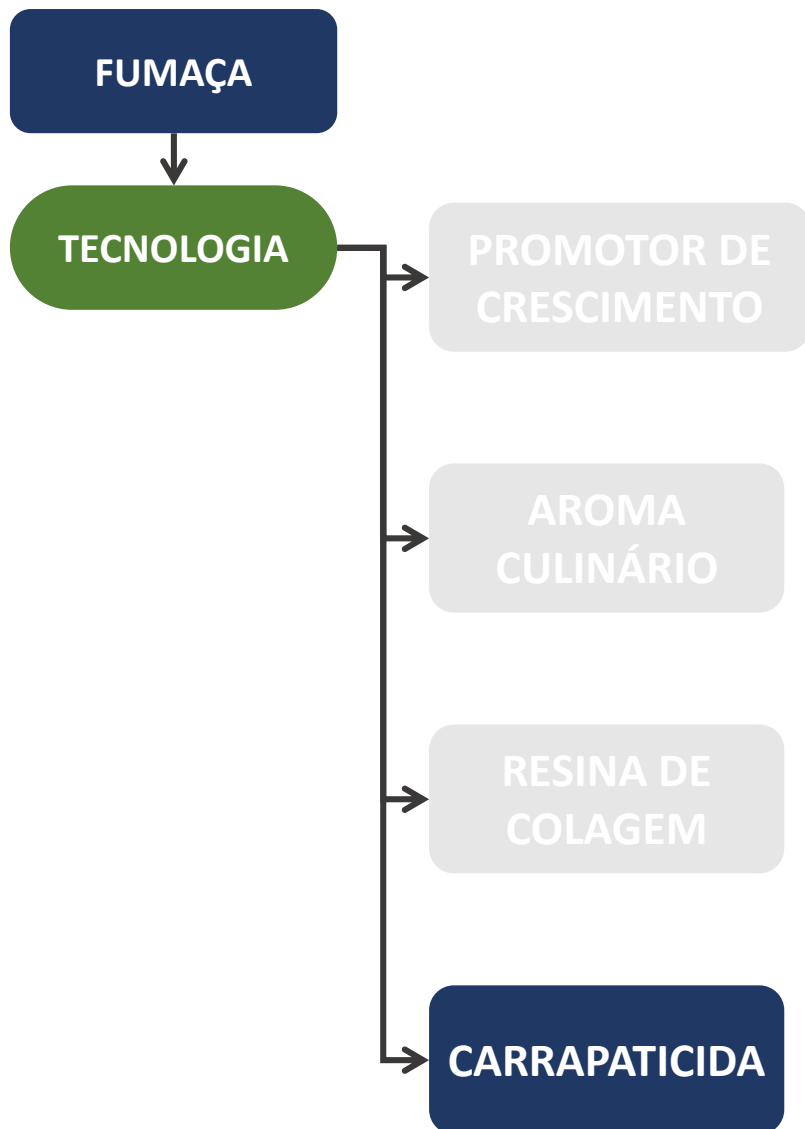 FUMAÇA
TECNOLOGIA
PROMOTOR DE
CRESCIMENTO
AROMA
CULINÁRIO
RESINA DE
COLAGEM
CARRAPATICIDA